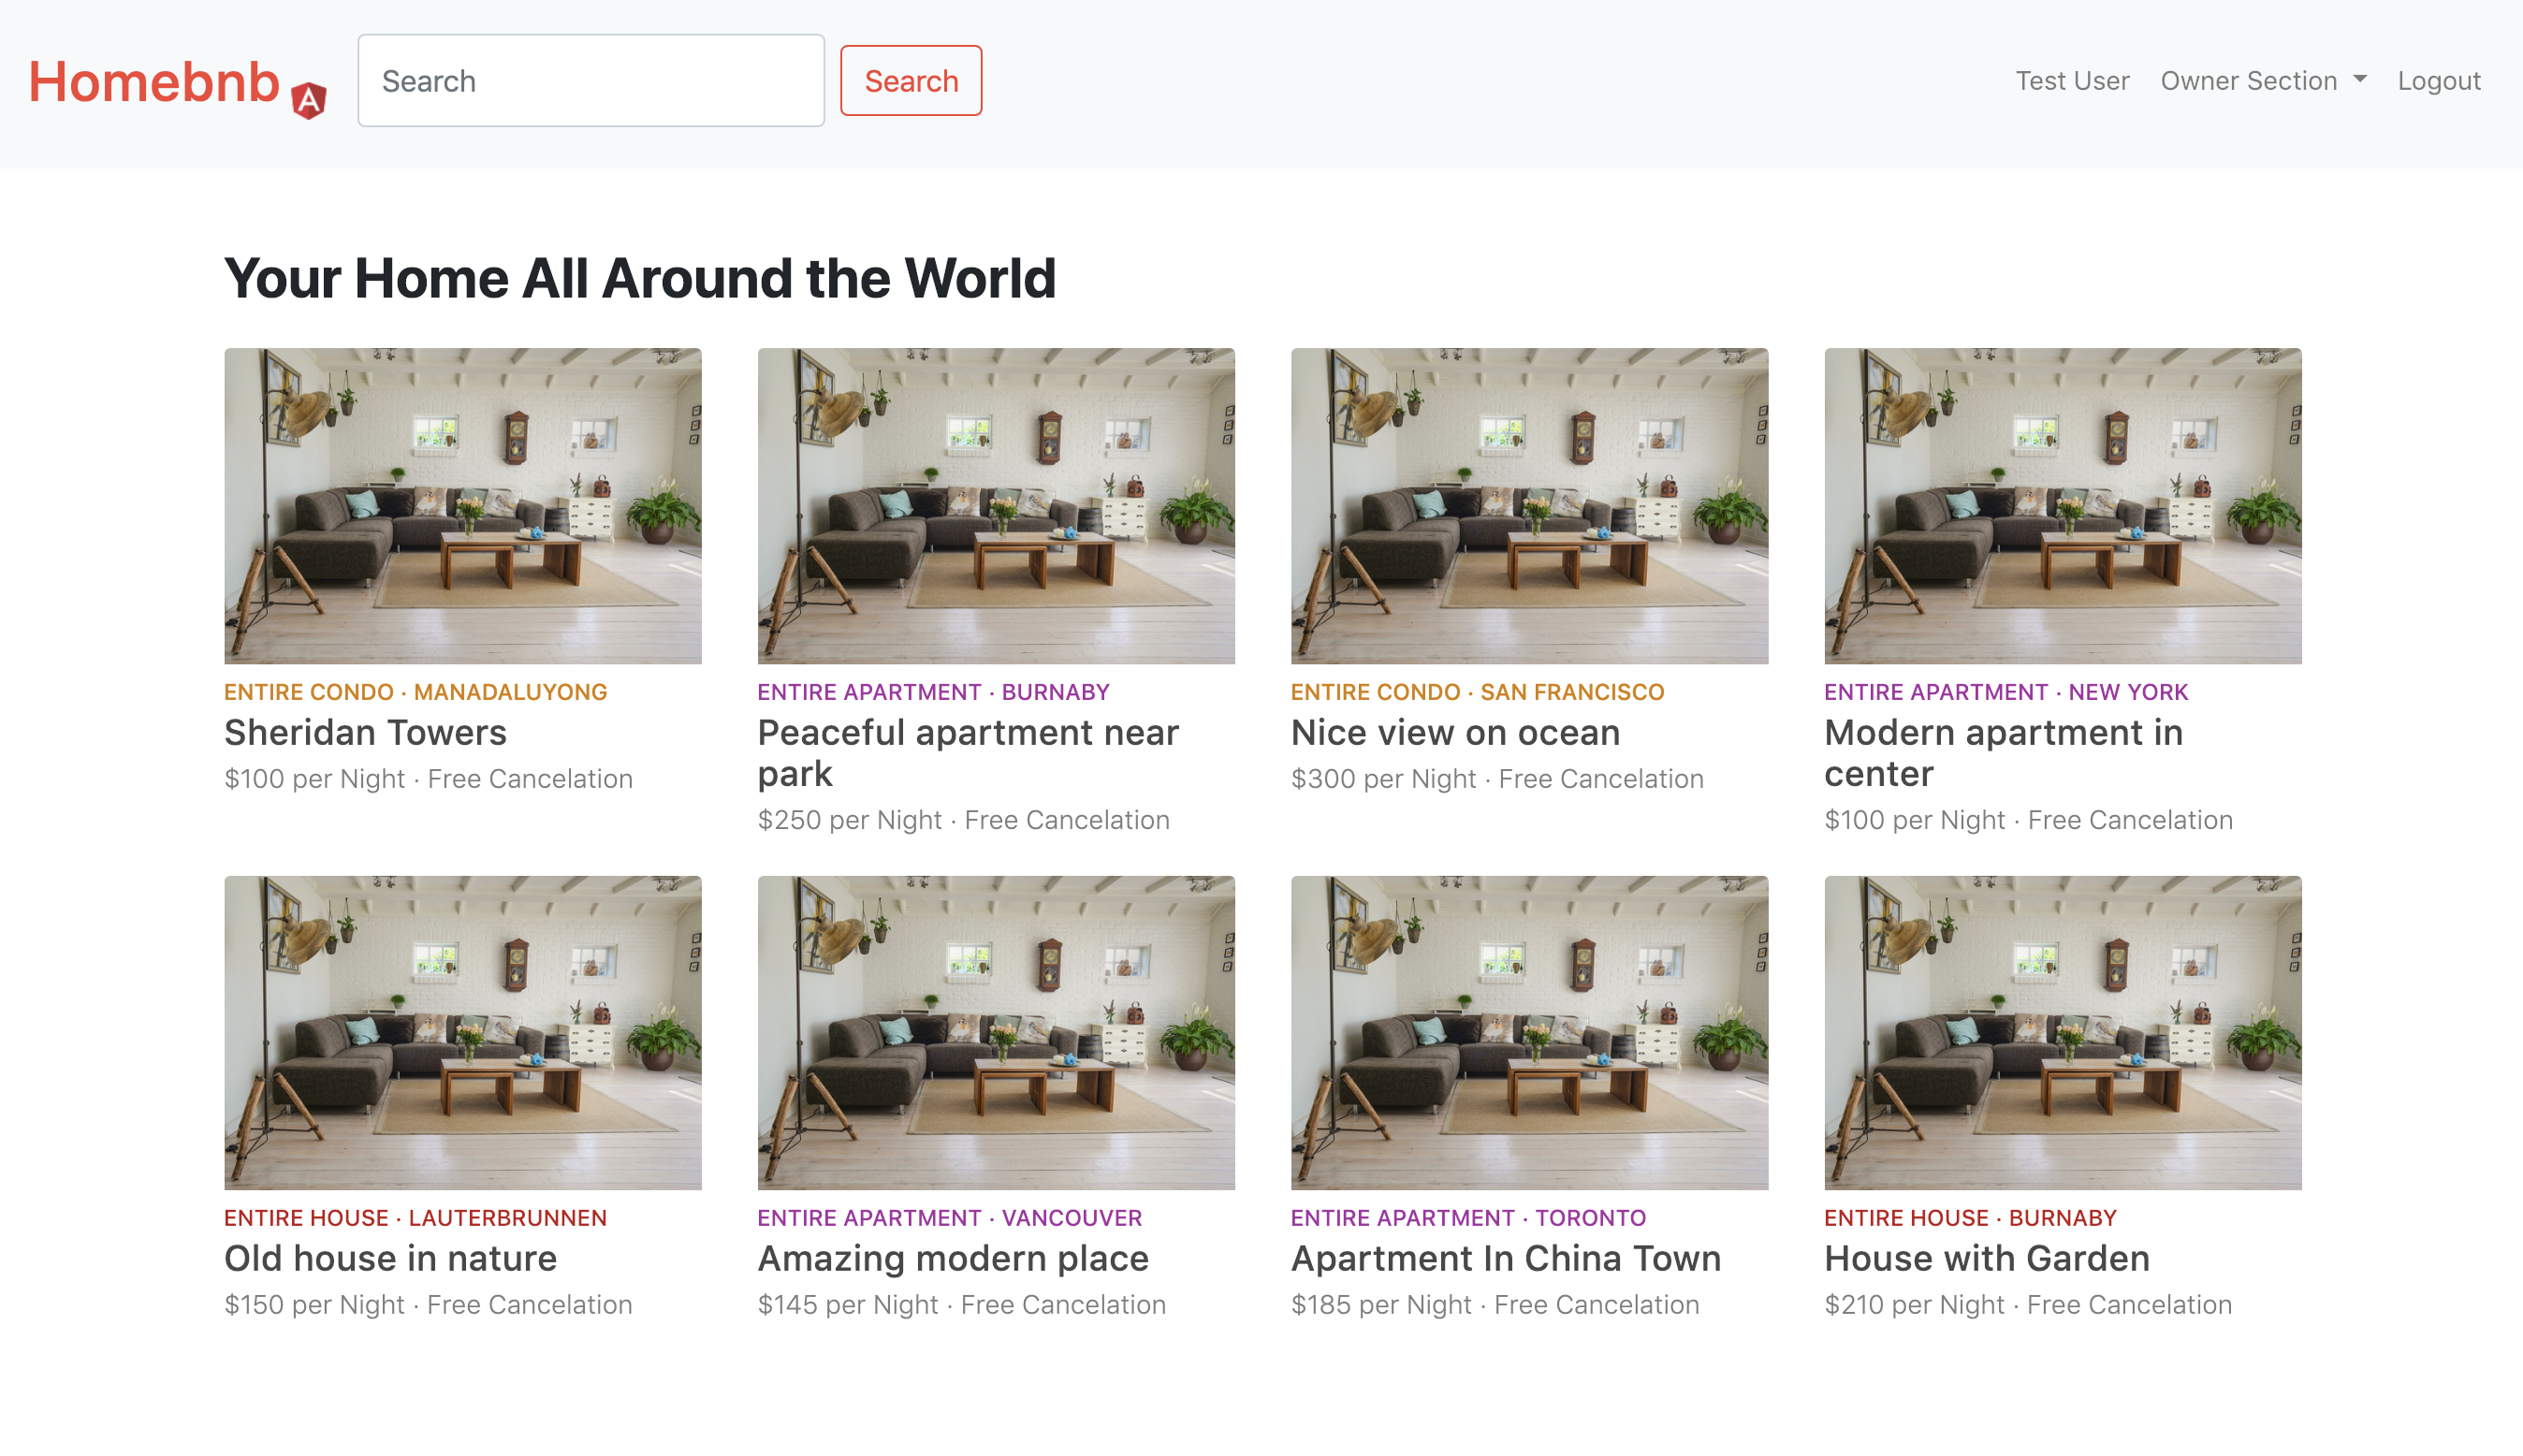 Homebnb A Search Search Test User Owner Section Logout
Your Home All Around the World
ENTIRE CONDO · MANADALUYONG
Sheridan Towers
$100 per Night · Free Cancelation
ENTIRE APARTMENT · BURNABY
Peaceful apartment near
park
$250 per Night · Free Cancelation
ENTIRE CONDO · SAN FRANCISCO
Nice view on ocean
$300 per Night · Free Cancelation
ENTIRE APARTMENT · NEW YORK
Modern apartment in
center
$100 per Night · Free Cancelation
ENTIRE HOUSE · LAUTERBRUNNEN
Old house in nature
$150 per Night · Free Cancelation
ENTIRE APARTMENT · VANCOUVER
Amazing modern place
$145 per Night · Free Cancelation
ENTIRE APARTMENT · TORONTO
Apartment In China Town
$185 per Night · Free Cancelation
ENTIRE HOUSE · BURNABY
House with Garden
$210 per Night · Free Cancelation